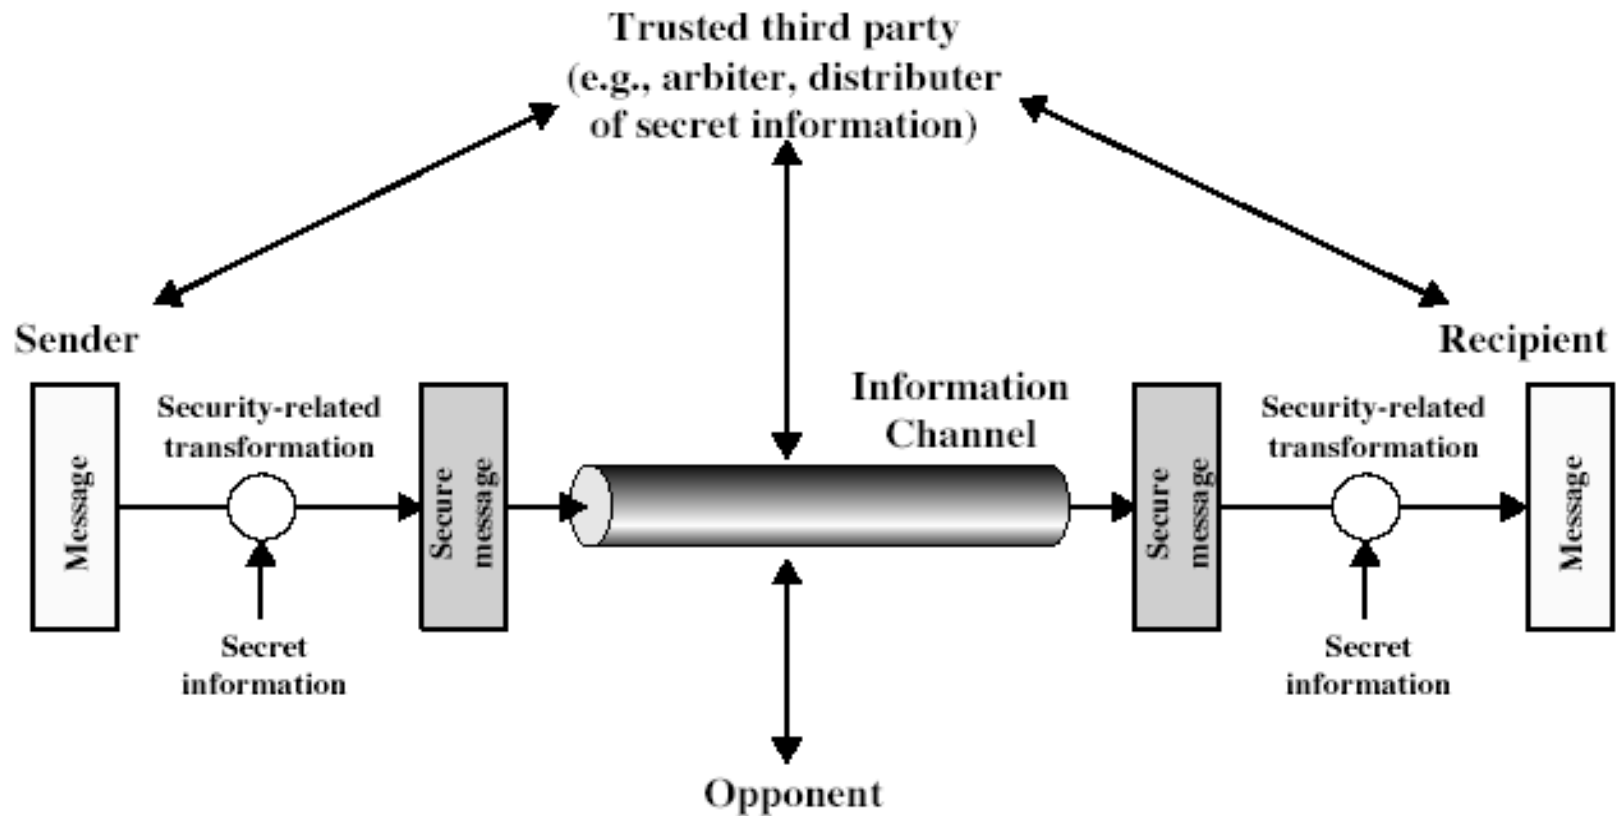 Trusted third party
(e.g., arbiter, distributer
of secret information)
Sender
Recipient
Information
Channel
Security-related
transformation
Security-related
transformation
Message
Secure
message
Secure
message
Message
Secret
information
Secret
information
Opponent